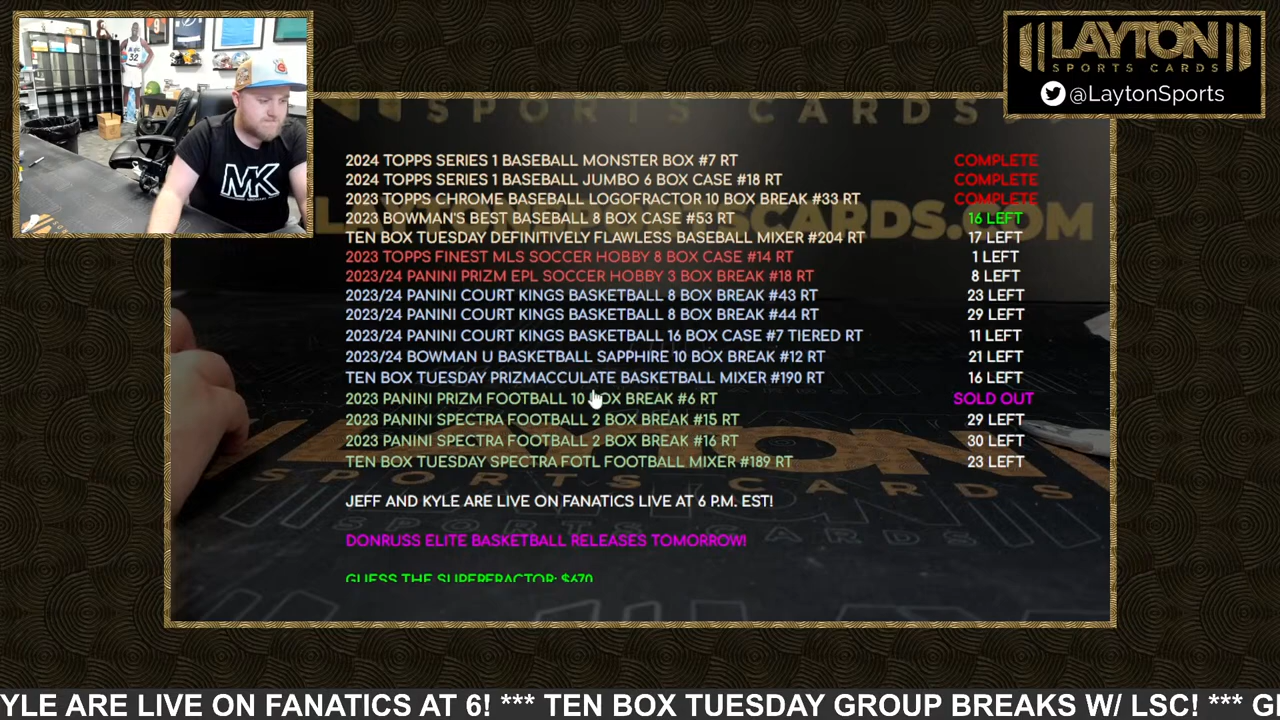 LAYTON
SPORTS CARDS
@LaytonSports
32
MK
SPORTS CARDS
2024 TOPPS SERIES 1 BASEBALL MONSTER BOX #7 RT COMPLETE
2024 TOPPS SERIES 1 BASEBALL JUMBO 6 BOX CASE #18 RT COMPLETE
2023 TOPPS CHROME BASEBALL LOGOFRACTOR 10 BOX BREAK #33 RT COMPLETE
2023 BOWMAN'S BEST BASEBALL 8 BOX CASE #53 RT 16 LEFT
TEN BOX TUESDAY DEFINITIVELY FLAWLESS BASEBALL MIXER #204 RT 17 LEFT
2023 TOPPS FINEST MLS SOCCER HOBBY 8 BOX CASE #14 RT 1 LEFT
2023/24 PANINI PRIZM EPL SOCCER HOBBY 3 BOX BREAK #18 RT 8 LEFT
2023/24 PANINI COURT KINGS BASKETBALL 8 BOX BREAK #43 RT 23 LEFT
2023/24 PANINI COURT KINGS BASKETBALL 8 BOX BREAK #44 RT 29 LEFT
2023/24 PANINI COURT KINGS BASKETBALL 16 BOX CASE #7 TIERED RT 11 LEFT
2023/24 BOWMAN U BASKETBALL SAPPHIRE 10 BOX BREAK #12 RT 21 LEFT
TEN BOX TUESDAY PRIZMACCULATE BASKETBALL MIXER #190 RT 16 LEFT
2023 PANINI PRIZM FOOTBALL 10 BOX BREAK #6 RT SOLD OUT
2023 PANINI SPECTRA FOOTBALL 2 BOX BREAK #15 RT 29 LEFT
2023 PANINI SPECTRA FOOTBALL 2 BOX BREAK #16 RT 30 LEFT
TEN BOX TUESDAY SPECTRA FOTL FOOTBALL MIXER #189 RT 23 LEFT
JEFF AND KYLE ARE LIVE ON FANATICS LIVE AT 6 P.M. EST!
DONRUSS ELITE BASKETBALL RELEASES TOMORROW!
GUESS THE SUPERFRACTOR: $670
YLE ARE LIVE ON FANATICS AT 6! *** TEN BOX TUESDAY GROUP BREAKS W/ LSC! *** G